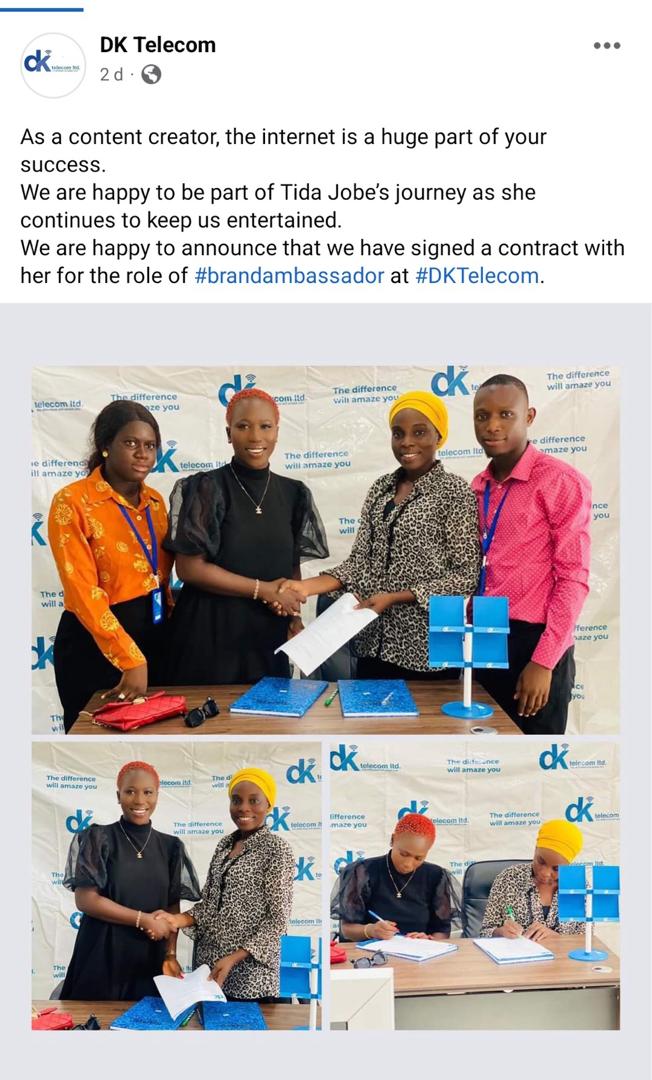 DK Telecom
2 d ·
As a content creator, the internet is a huge part of your
success.
We are happy to be part of Tida Jobe’s journey as she
continues to keep us entertained.
We are happy to announce that we have signed a contract with
her for the role of #brandambassador at #DKTelecom.
dk telecom ltd.
The difference
will amaze you